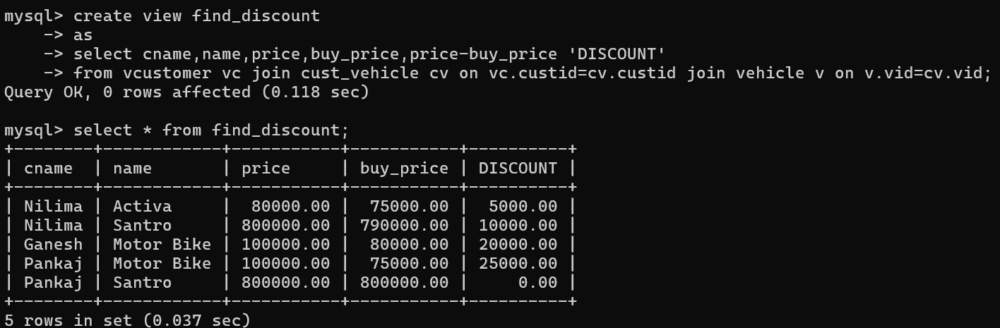 mysql> create view find_discount
    -> as
    -> select cname,name,price,buy_price,price-buy_price 'DISCOUNT'
    -> from vcustomer vc join cust_vehicle cv on vc.custid=cv.custid join vehicle v on v.vid=cv.vid;
Query OK, 0 rows affected (0.118 sec)

mysql> select * from find_discount;
+--------+------------+-----------+-----------+----------+
| cname  | name       | price     | buy_price | DISCOUNT |
+--------+------------+-----------+-----------+----------+
| Nilima | Activa     |  80000.00 |  75000.00 |  5000.00 |
| Nilima | Santro     | 800000.00 | 790000.00 | 10000.00 |
| Ganesh | Motor Bike | 100000.00 |  80000.00 | 20000.00 |
| Pankaj | Motor Bike | 100000.00 |  75000.00 | 25000.00 |
| Pankaj | Santro     | 800000.00 | 800000.00 |     0.00 |
+--------+------------+-----------+-----------+----------+
5 rows in set (0.037 sec)